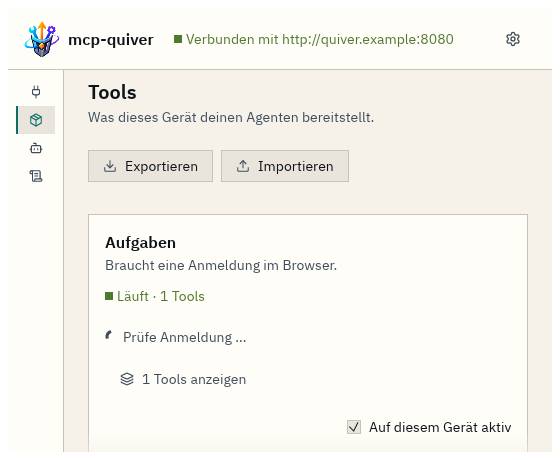 mcp-quiver
Verbunden mit http://quiver.example:8080
Tools
Was dieses Gerät deinen Agenten bereitstellt.
Exportieren
Importieren
Aufgaben
Braucht eine Anmeldung im Browser.
Läuft · 1 Tools
Prüfe Anmeldung ...
1 Tools anzeigen
Auf diesem Gerät aktiv